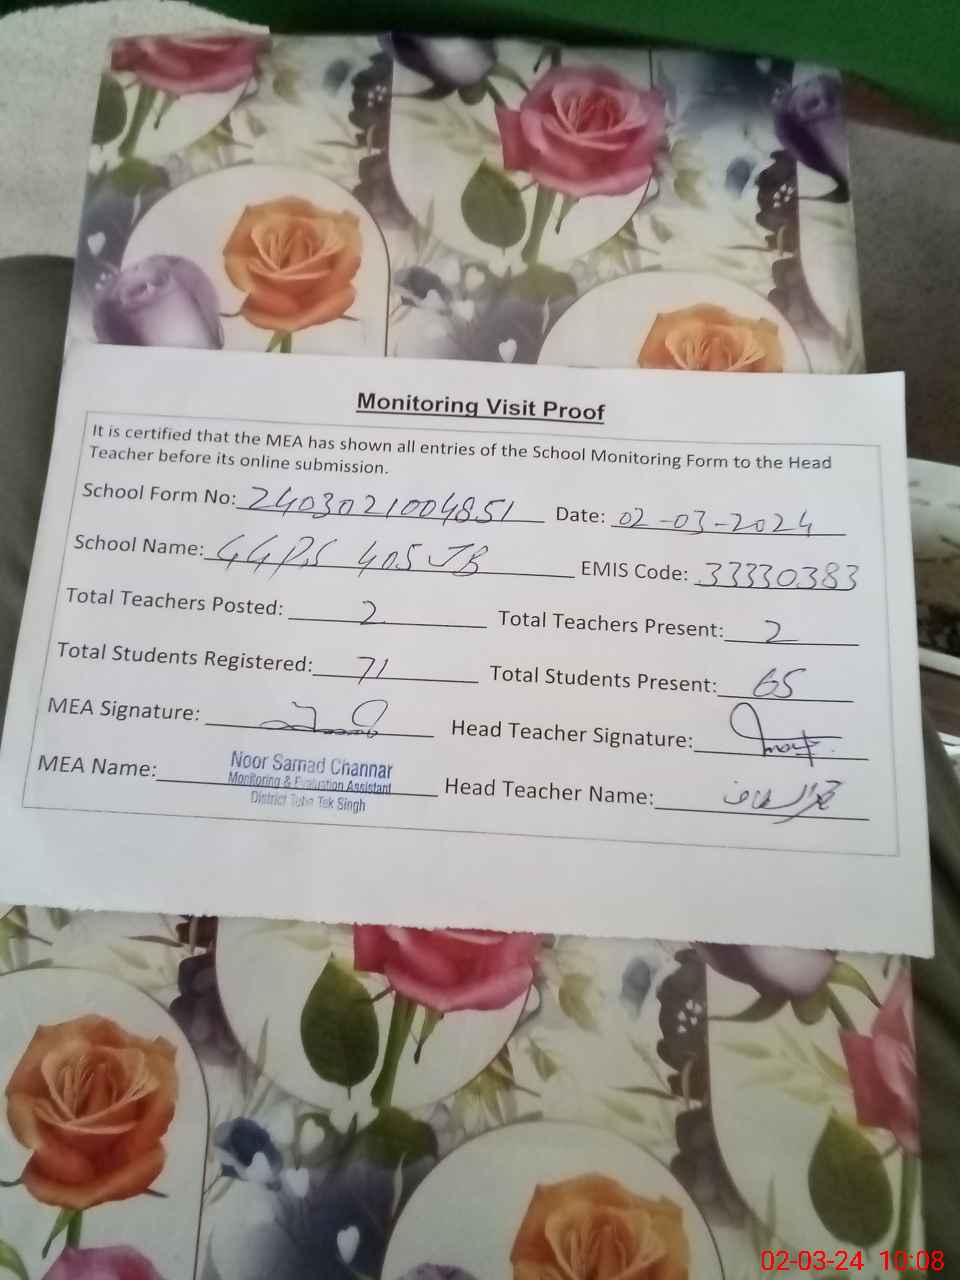 Monitoring Visit Proof
It is certified that the MEA has shown all entries of the School Monitoring Form to the Head
Teacher before its online submission.
School Form No: 2403021004851 Date: 02-03-2024
School Name: GGPS 405 JB EMIS Code: 33330383
Total Teachers Posted: 2 Total Teachers Present: 2
Total Students Registered: 71 Total Students Present: 65
MEA Signature: Head Teacher Signature:
MEA Name: Noor Samad Channar Head Teacher Name:
Monitoring & Evaluation Assistant
District Toba Tek Singh
02-03-24 10:08